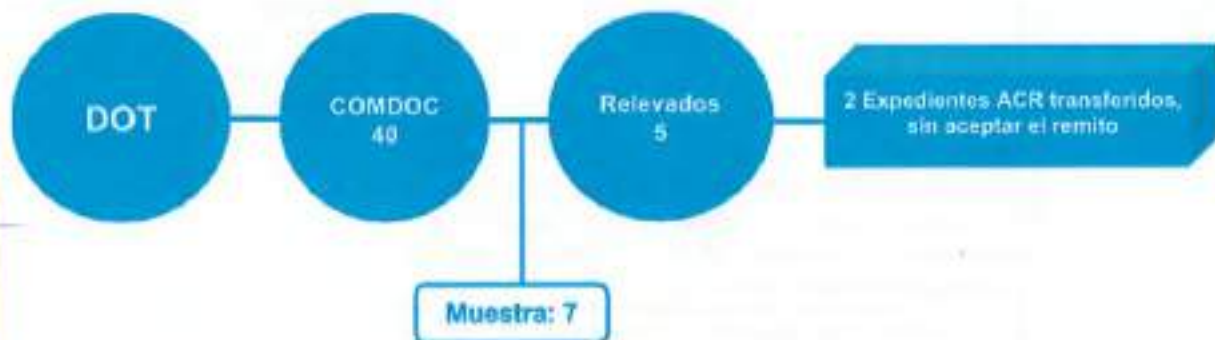 DOT
COMDOC
40
Relevados
5
2 Expedientes ACR transferidos,
sin aceptar el remito
Muestra: 7